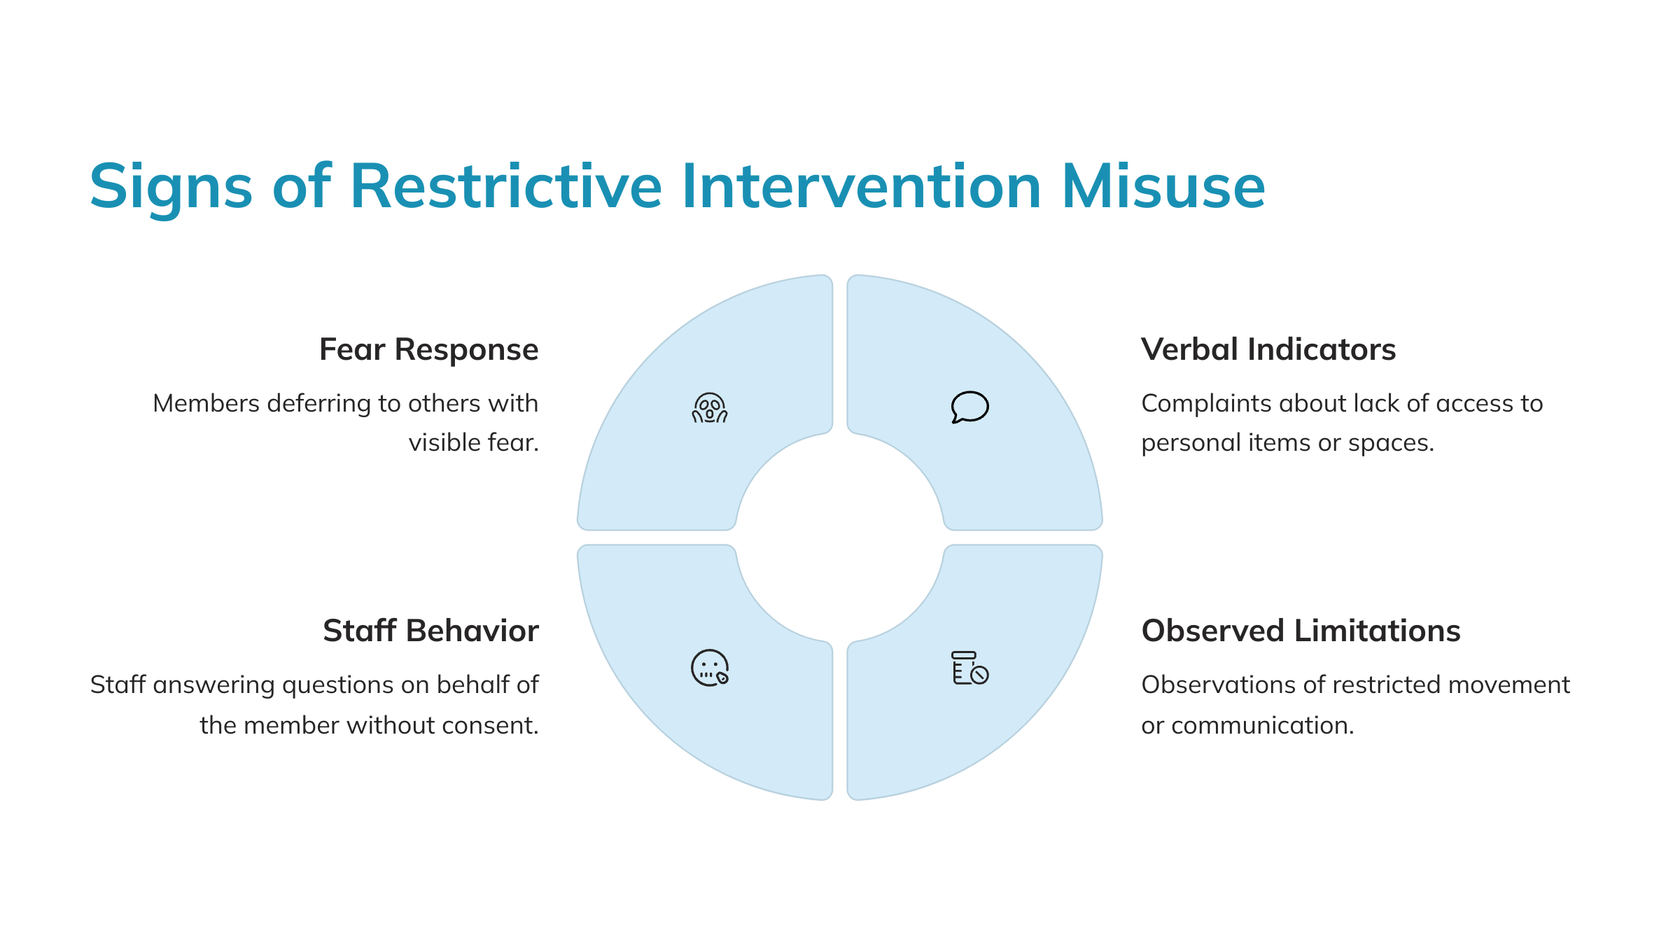 Signs of Restrictive Intervention Misuse
Fear Response
Members deferring to others with
visible fear.
Verbal Indicators
Complaints about lack of access to
personal items or spaces.
Staff Behavior
Staff answering questions on behalf of
the member without consent.
Observed Limitations
Observations of restricted movement
or communication.